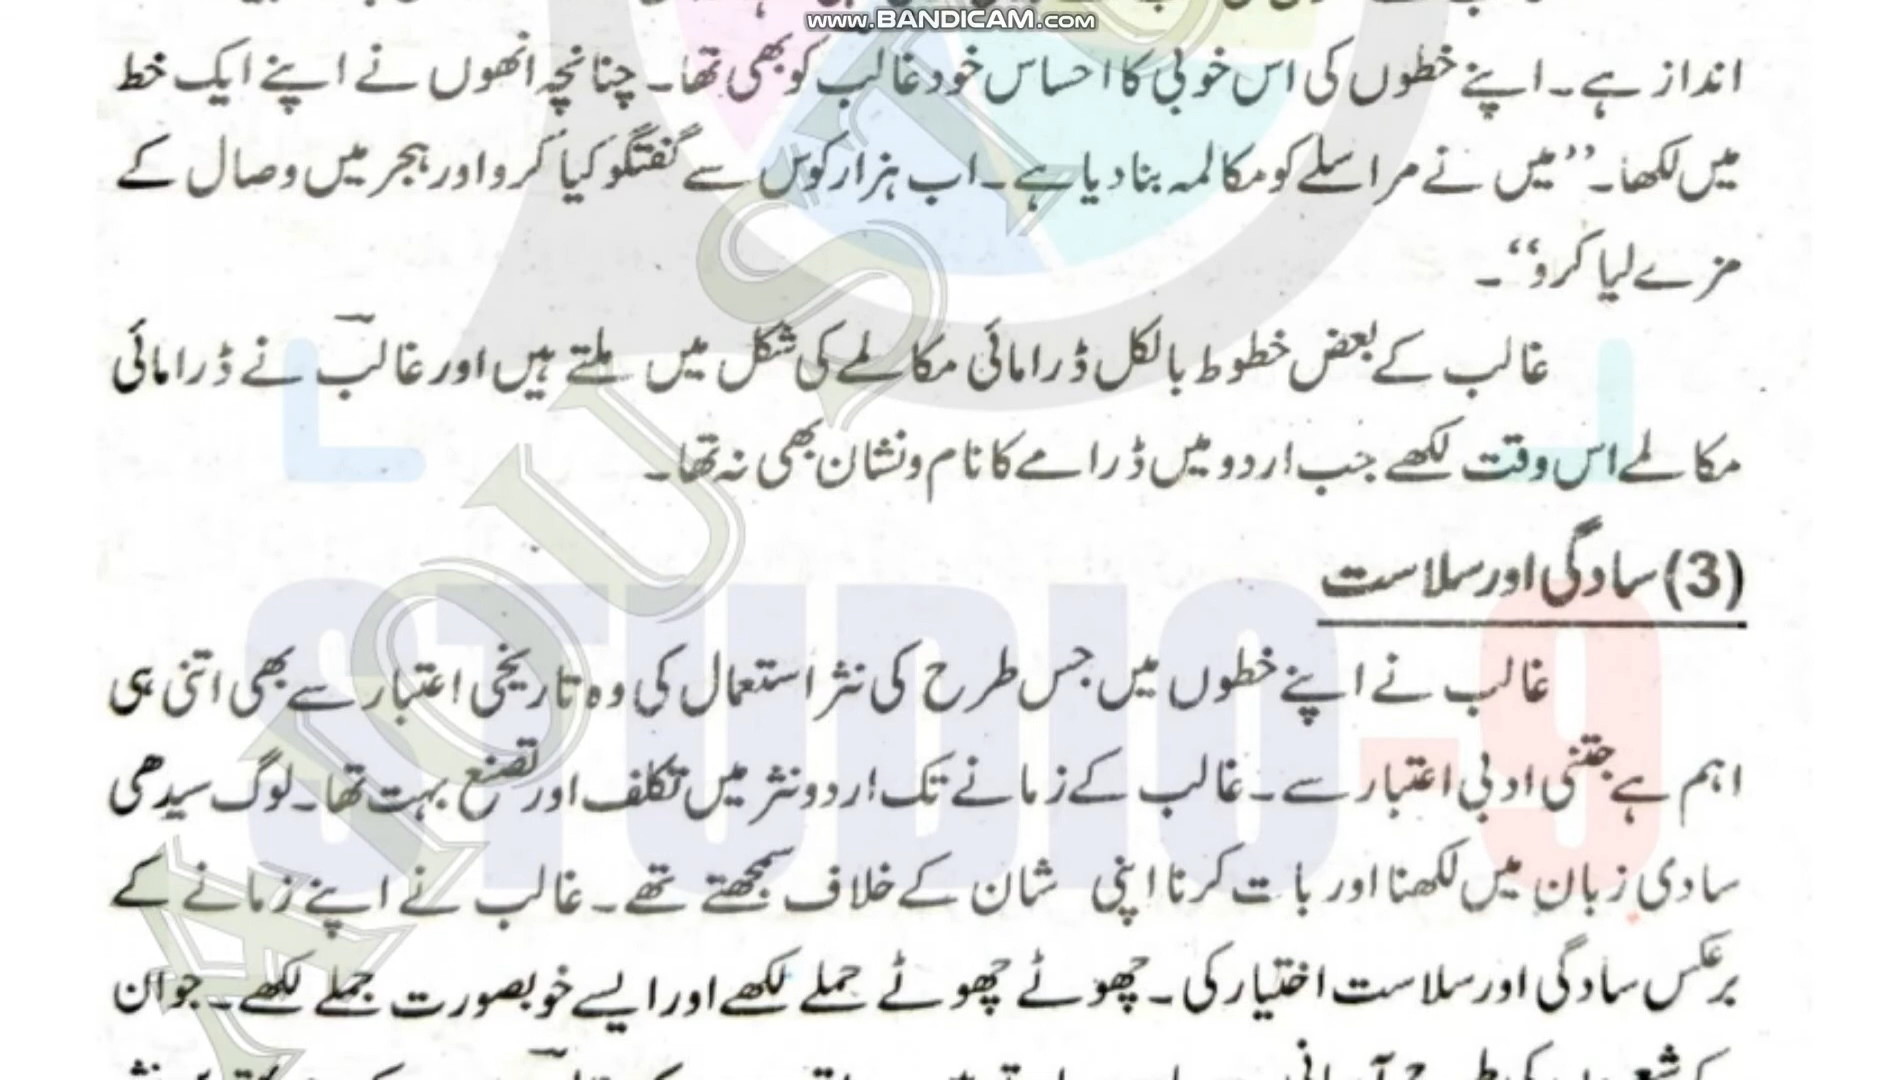 www.BANDICAM.com
انداز ہے۔ اپنے خطوں کی اس خوبی کا احساس خود غالب کو بھی تھا۔ چنانچہ انھوں نے اپنے ایک خط
میں لکھا۔ ”میں نے مراسلے کو مکالمہ بنا دیا ہے۔ اب ہزار کوس سے گفتگو کیا کرو اور ہجر میں وصال کے
مزے لیا کرو“۔
غالب کے بعض خطوط بالکل ڈرامائی مکالمے کی شکل میں ملتے ہیں اور غالبؔ نے ڈرامائی
مکالمے اس وقت لکھے جب اردو میں ڈرامے کا نام و نشان بھی نہ تھا۔
(3) سادگی اور سلاست
غالب نے اپنے خطوں میں جس طرح کی نثر استعمال کی وہ تاریخی اعتبار سے بھی اتنی ہی
اہم ہے جتنی ادبی اعتبار سے۔ غالب کے زمانے تک اردو نثر میں تکلف اور تصنع بہت تھا۔ لوگ سیدھی
سادی زبان میں لکھنا اور بات کرنا اپنی شان کے خلاف سمجھتے تھے۔ غالب نے اپنے زمانے کے
برعکس سادگی اور سلاست اختیار کی۔ چھوٹے چھوٹے جملے لکھے اور ایسے خوبصورت جملے لکھے۔ جو ان
STUDIO-9